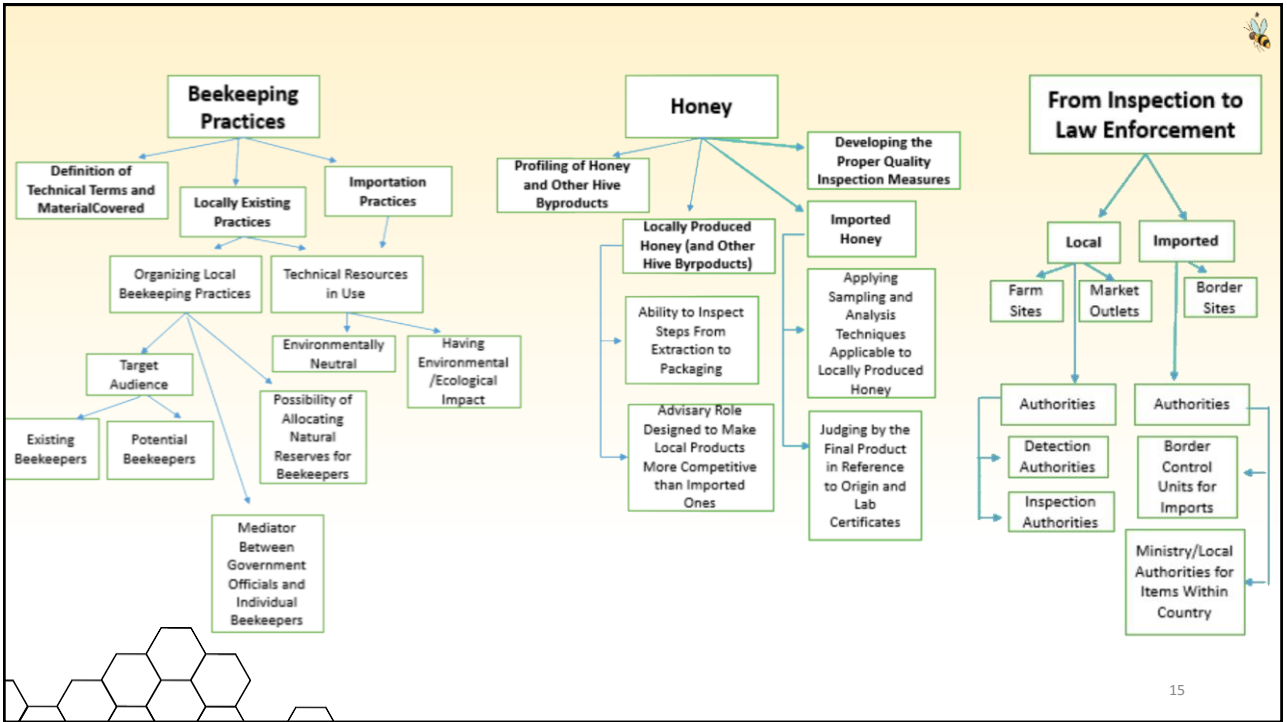 Beekeeping
Practices
Definition of
Technical Terms and
MaterialCovered
Locally Existing
Practices
Importation
Practices
Organizing Local
Beekeeping Practices
Technical Resources
in Use
Target
Audience
Environmentally
Neutral
Having
Environmental
/Ecological
Impact
Existing
Beekeepers
Potential
Beekeepers
Possibility of
Allocating
Natural
Reserves for
Beekeepers
Mediator
Between
Government
Officials and
Individual
Beekeepers
Honey
Profiling of Honey
and Other Hive
Byproducts
Developing the
Proper Quality
Inspection Measures
Locally Produced
Honey (and Other
Hive Byrpoducts)
Imported
Honey
Ability to Inspect
Steps From
Extraction to
Packaging
Advisary Role
Designed to Make
Local Products
More Competitive
than Imported
Ones
Applying
Sampling and
Analysis
Techniques
Applicable to
Locally Produced
Honey
Judging by the
Final Product
in Reference
to Origin and
Lab
Certificates
From Inspection to
Law Enforcement
Local
Imported
Farm
Sites
Market
Outlets
Border
Sites
Authorities
Detection
Authorities
Inspection
Authorities
Authorities
Border
Control
Units for
Imports
Ministry/Local
Authorities for
Items Within
Country
15